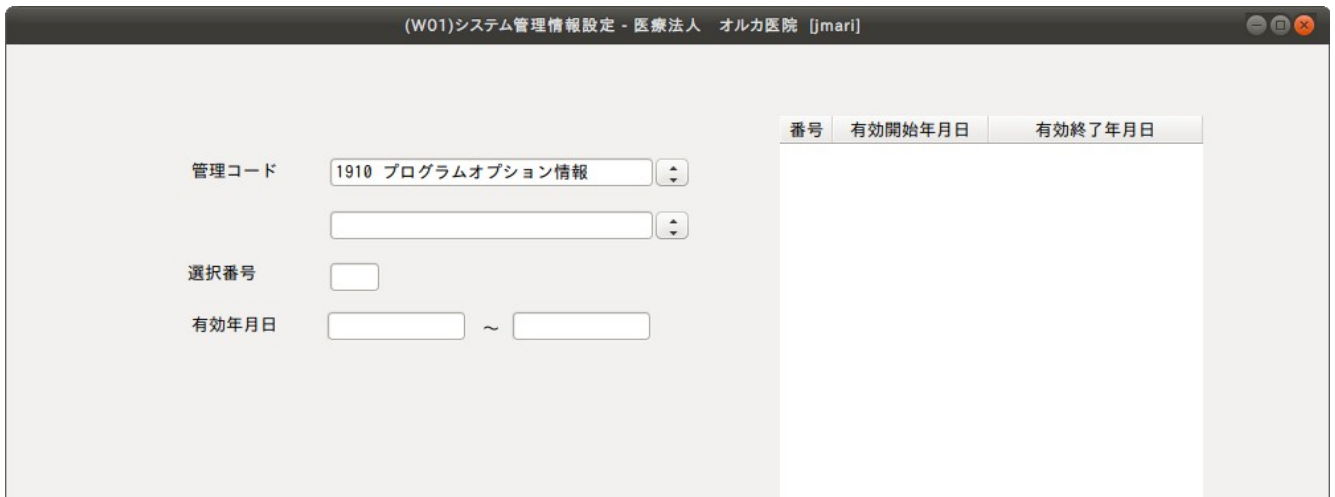 (W01)システム管理情報設定 - 医療法人　オルカ医院 [jmari]
番号 有効開始年月日 有効終了年月日
管理コード 1910 プログラムオプション情報
選択番号
有効年月日 ～